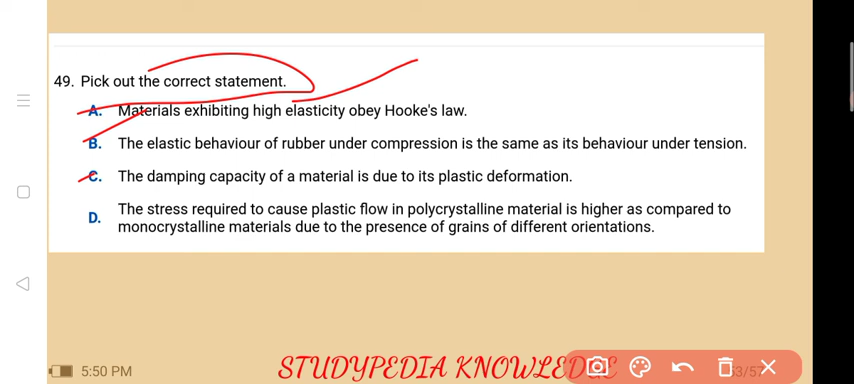 49. Pick out the correct statement.
A. Materials exhibiting high elasticity obey Hooke's law.
B. The elastic behaviour of rubber under compression is the same as its behaviour under tension.
C. The damping capacity of a material is due to its plastic deformation.
D. The stress required to cause plastic flow in polycrystalline material is higher as compared to
monocrystalline materials due to the presence of grains of different orientations.
5:50 PM
STUDYPEDIA KNOWLEDGE
53/57